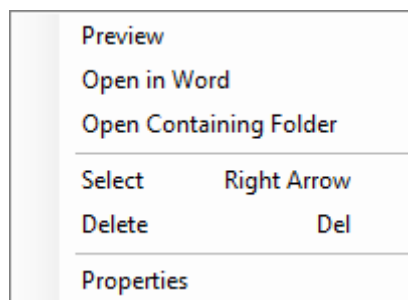 Preview
Open in Word
Open Containing Folder
Select Right Arrow
Delete Del
Properties